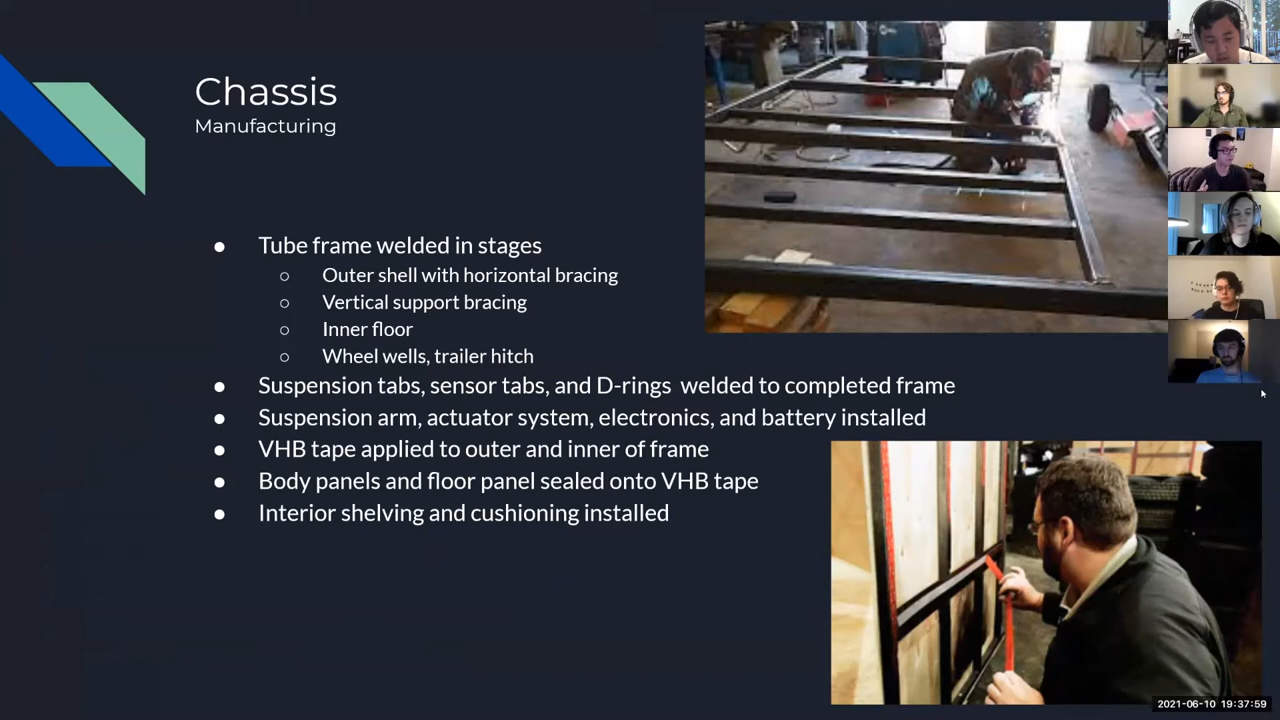 Chassis
Manufacturing
● Tube frame welded in stages
○ Outer shell with horizontal bracing
○ Vertical support bracing
○ Inner floor
○ Wheel wells, trailer hitch
● Suspension tabs, sensor tabs, and D-rings welded to completed frame
● Suspension arm, actuator system, electronics, and battery installed
● VHB tape applied to outer and inner of frame
● Body panels and floor panel sealed onto VHB tape
● Interior shelving and cushioning installed
2021-06-10 19:37:59